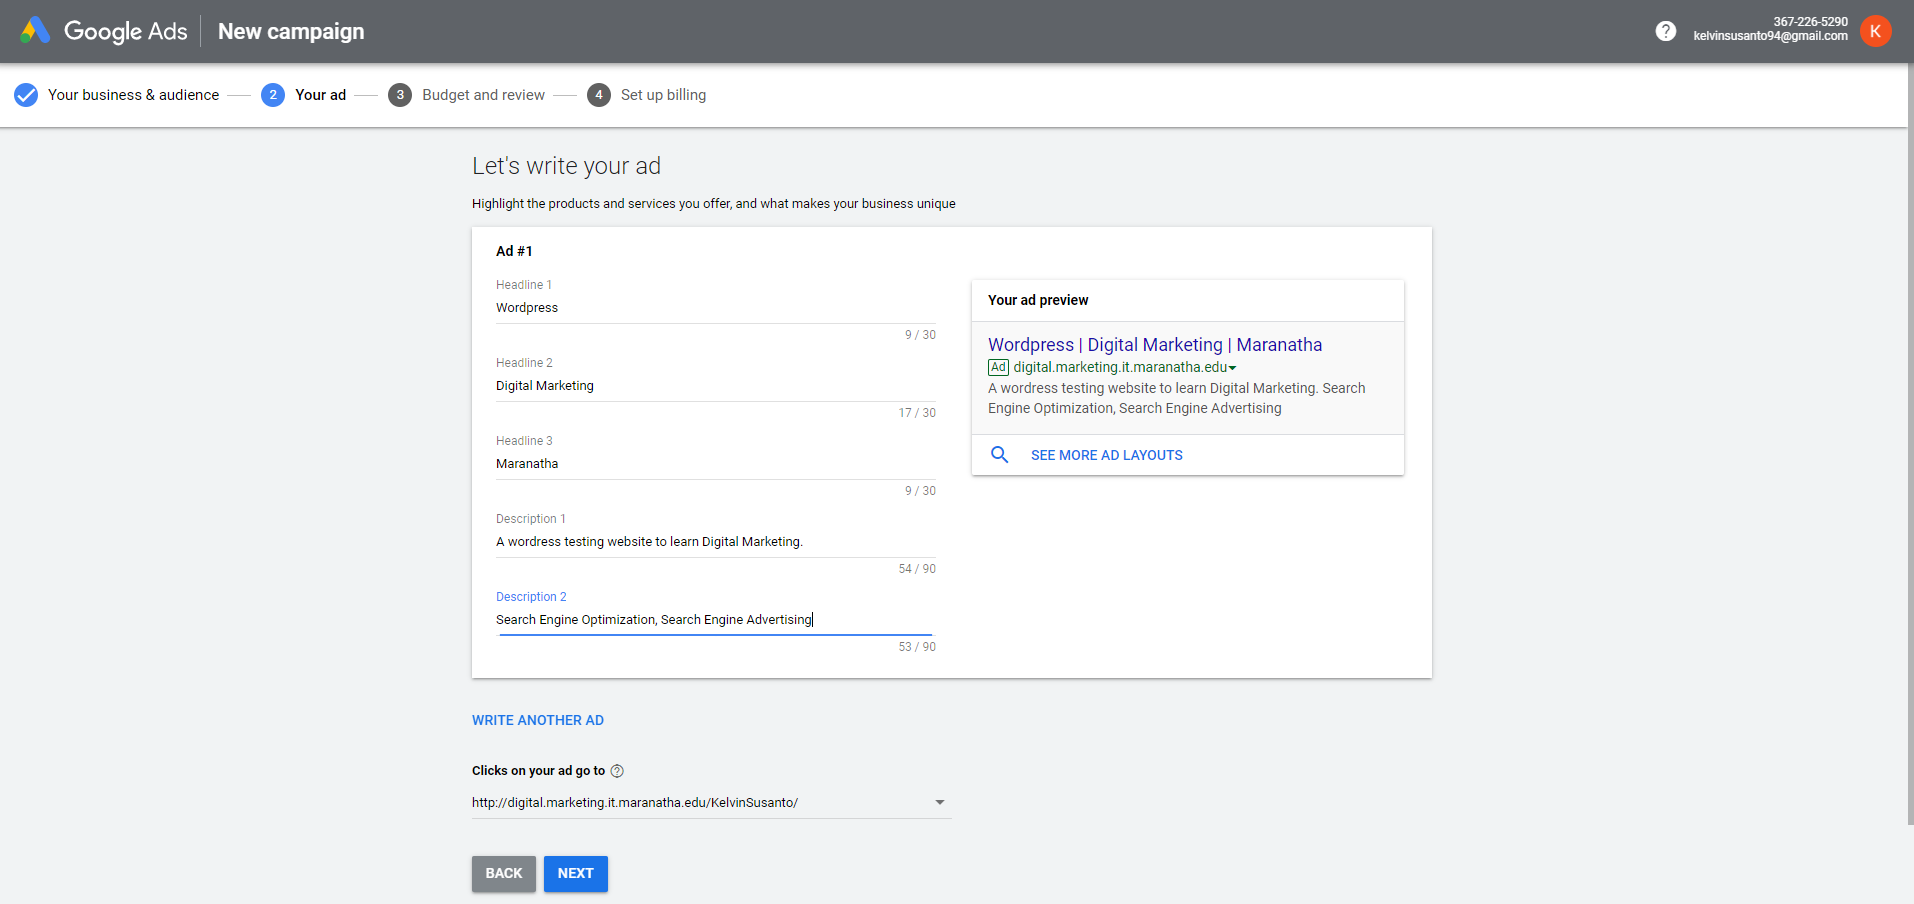 Google Ads New campaign
?
367-226-5290
kelvinsusanto94@gmail.com
K
Your business & audience 2 Your ad 3 Budget and review 4 Set up billing
Let's write your ad
Highlight the products and services you offer, and what makes your business unique
Ad #1
Headline 1
Wordpress
9 / 30
Headline 2
Digital Marketing
17 / 30
Headline 3
Maranatha
9 / 30
Description 1
A wordress testing website to learn Digital Marketing.
54 / 90
Description 2
Search Engine Optimization, Search Engine Advertising
53 / 90
Your ad preview
Wordpress | Digital Marketing | Maranatha
Ad digital.marketing.it.maranatha.edu
A wordress testing website to learn Digital Marketing. Search
Engine Optimization, Search Engine Advertising
SEE MORE AD LAYOUTS
WRITE ANOTHER AD
Clicks on your ad go to ?
http://digital.marketing.it.maranatha.edu/KelvinSusanto/
BACK NEXT